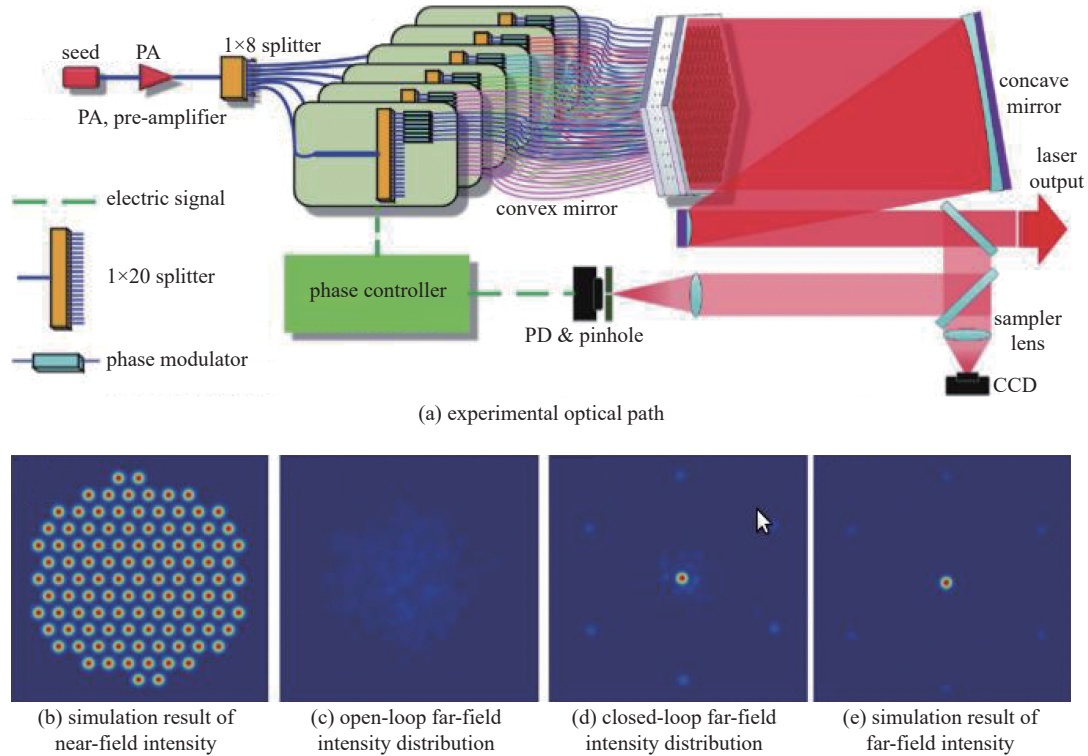 seed
PA
1×8 splitter
PA, pre-amplifier
concave
mirror
laser
output
electric signal
convex mirror
1×20 splitter
phase controller
PD & pinhole
sampler
lens
phase modulator
CCD
(a) experimental optical path
(b) simulation result of
near-field intensity
(c) open-loop far-field
intensity distribution
(d) closed-loop far-field
intensity distribution
(e) simulation result of
far-field intensity